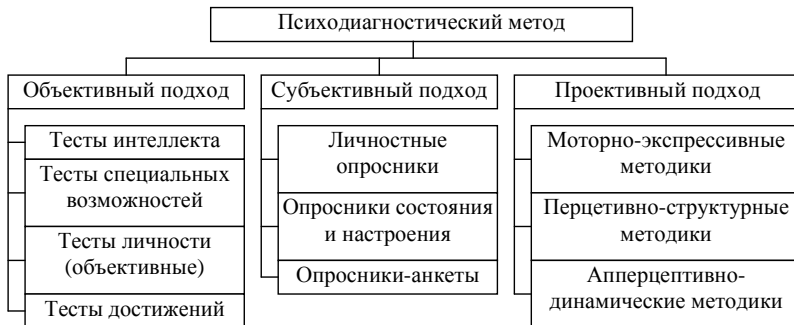 Психодиагностический метод
Объективный подход
Тесты интеллекта
Тесты специальных
возможностей
Тесты личности
(объективные)
Тесты достижений
Субъективный подход
Личностные
опросники
Опросники состояния
и настроения
Опросники-анкеты
Проективный подход
Моторно-экспрессивные
методики
Перцетивно-структурные
методики
Апперцептивно-
динамические методики